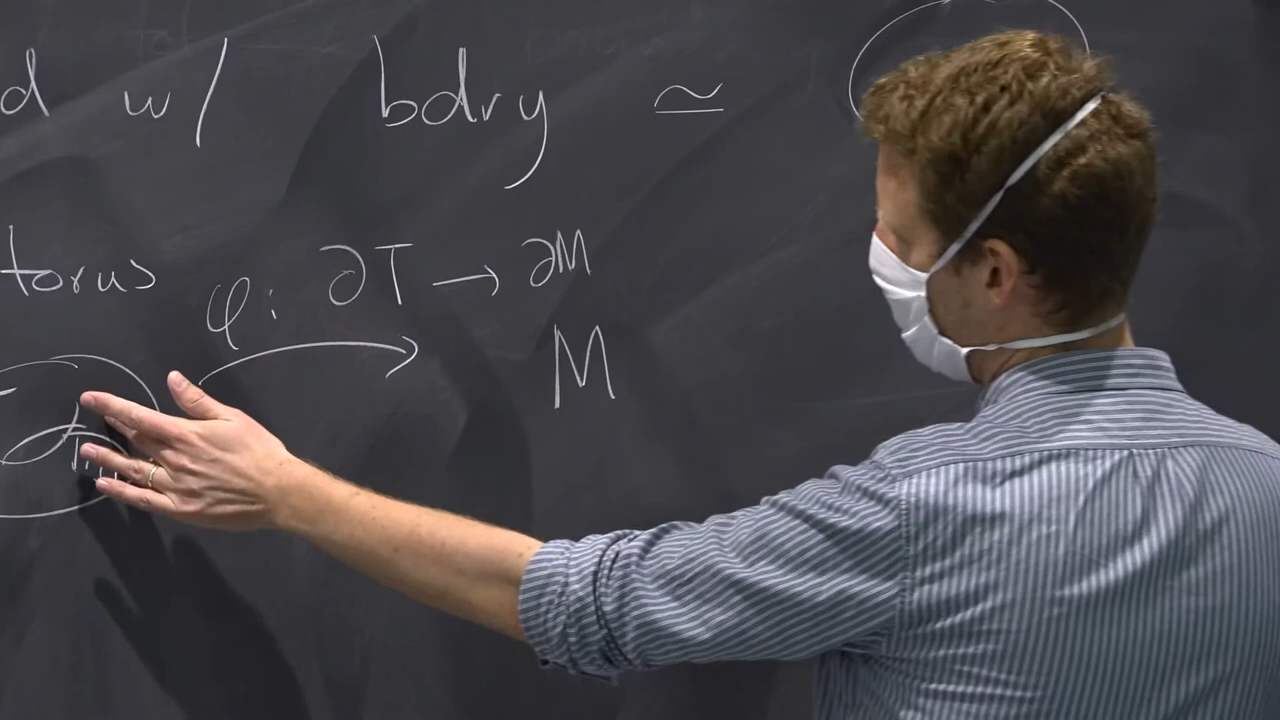 d w/ bdry ≃
torus φ: ∂T → ∂M
M